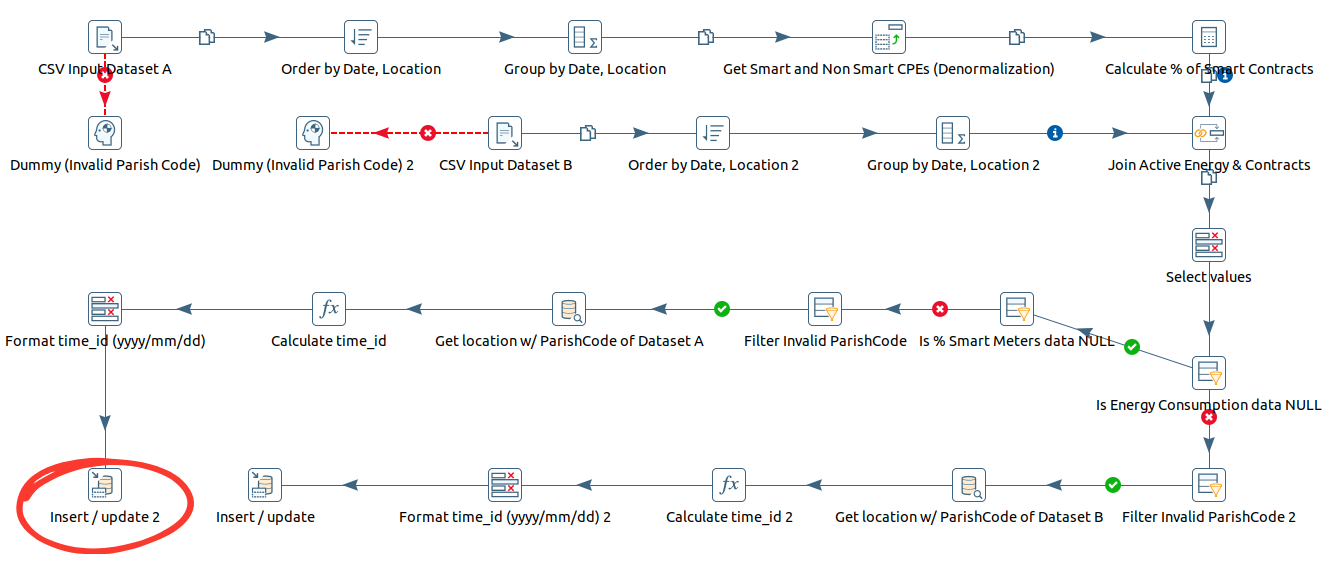 CSV Input Dataset A
Order by Date, Location
Group by Date, Location
Get Smart and Non Smart CPEs (Denormalization)
Calculate % of Smart Contracts
Dummy (Invalid Parish Code)
Dummy (Invalid Parish Code) 2
CSV Input Dataset B
Order by Date, Location 2
Group by Date, Location 2
Join Active Energy & Contracts
Select values
Format time_id (yyyy/mm/dd)
Calculate time_id
Get location w/ ParishCode of Dataset A
Filter Invalid ParishCode
Is % Smart Meters data NULL
Is Energy Consumption data NULL
Insert / update 2
Insert / update
Format time_id (yyyy/mm/dd) 2
Calculate time_id 2
Get location w/ ParishCode of Dataset B
Filter Invalid ParishCode 2